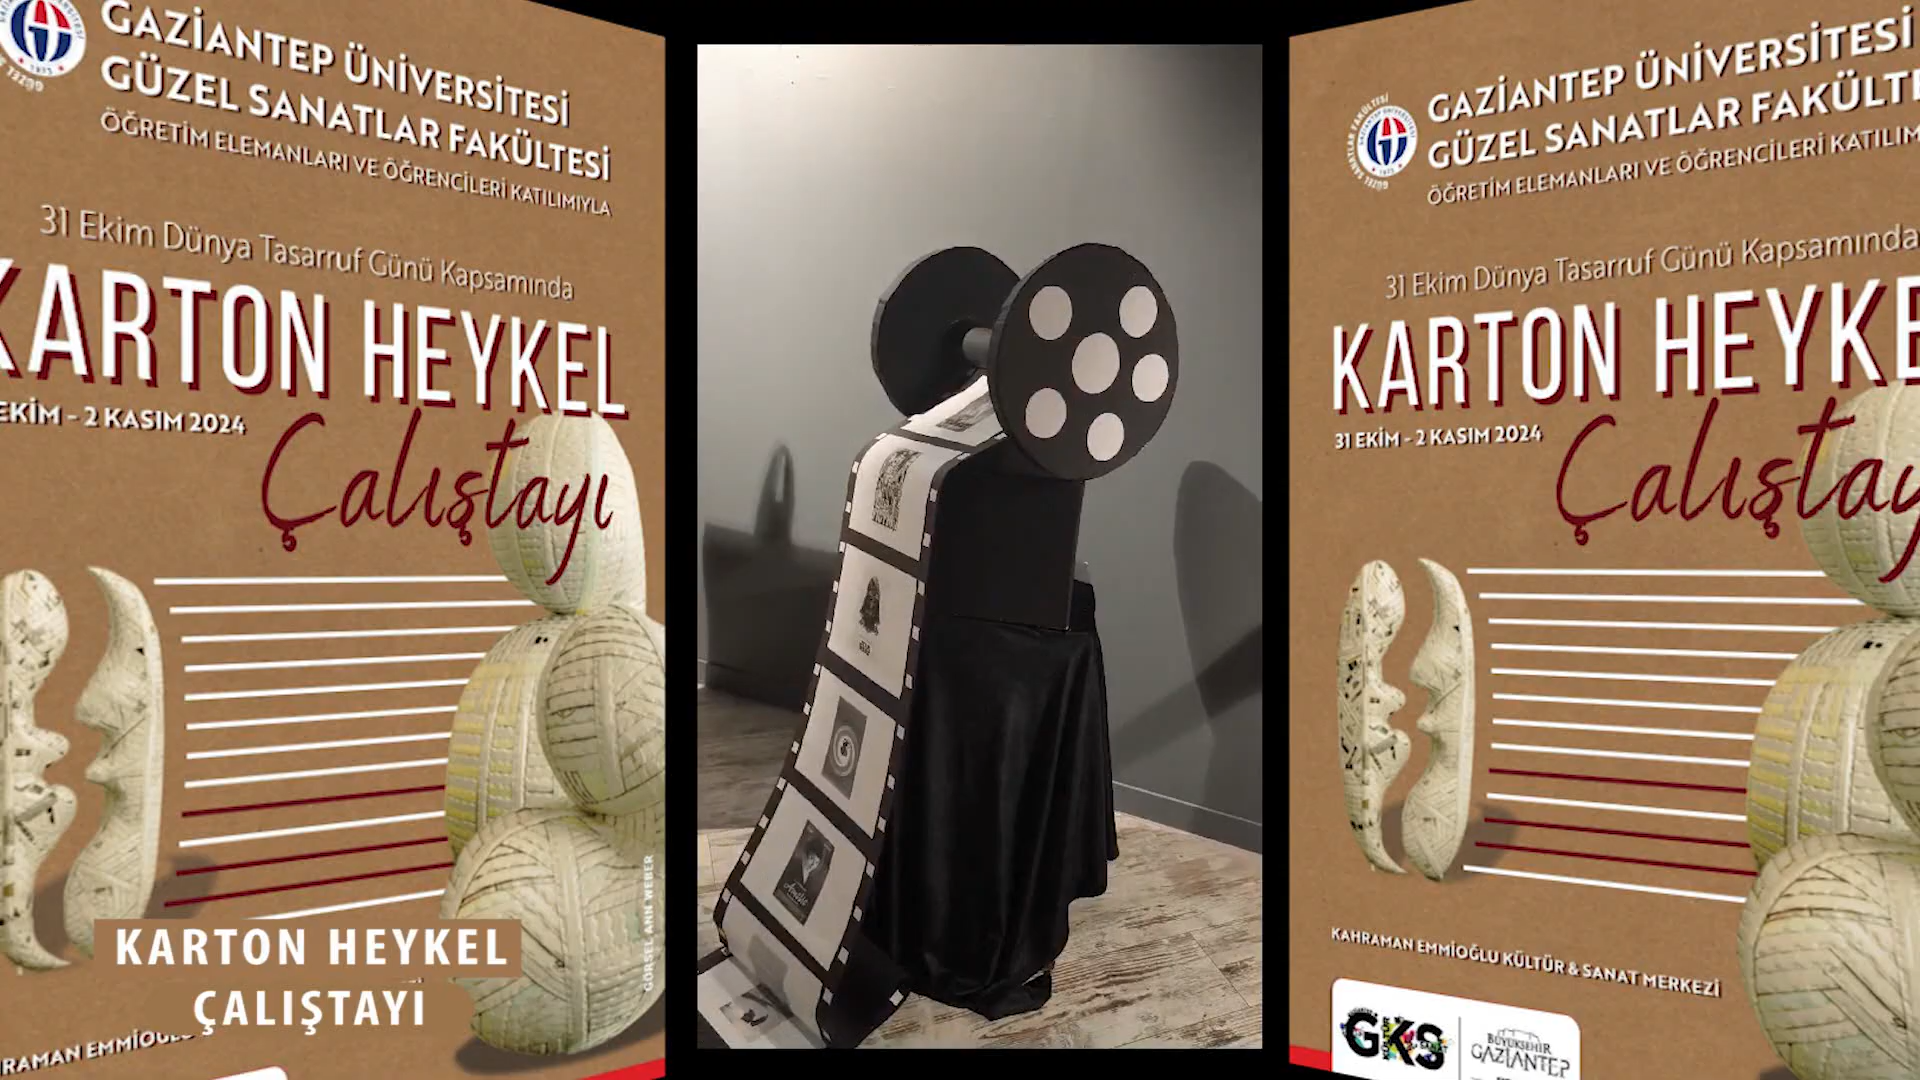 GAZİANTEP ÜNİVERSİTESİ
GÜZEL SANATLAR FAKÜLTESİ
ÖĞRETİM ELEMANLARI VE ÖĞRENCİLERİ KATILIMIYLA
31 Ekim Dünya Tasarruf Günü Kapsamında
KARTON HEYKEL
EKİM - 2 KASIM 2024
Çalıştayı
GÖRSEL ANN WEBER
KARTON HEYKEL
ÇALIŞTAYI
1973
GAZİANTEP ÜNİVERSİTESİ
GÜZEL SANATLAR FAKÜLTE
ÖĞRETİM ELEMANLARI VE ÖĞRENCİLERİ KATILIM
31 Ekim Dünya Tasarruf Günü Kapsamında
KARTON HEYKE
31 EKİM - 2 KASIM 2024
Çalıştay
KAHRAMAN EMMİOĞLU KÜLTÜR & SANAT MERKEZİ
GKS
BÜYÜKŞEHİR
GAZİANTEP